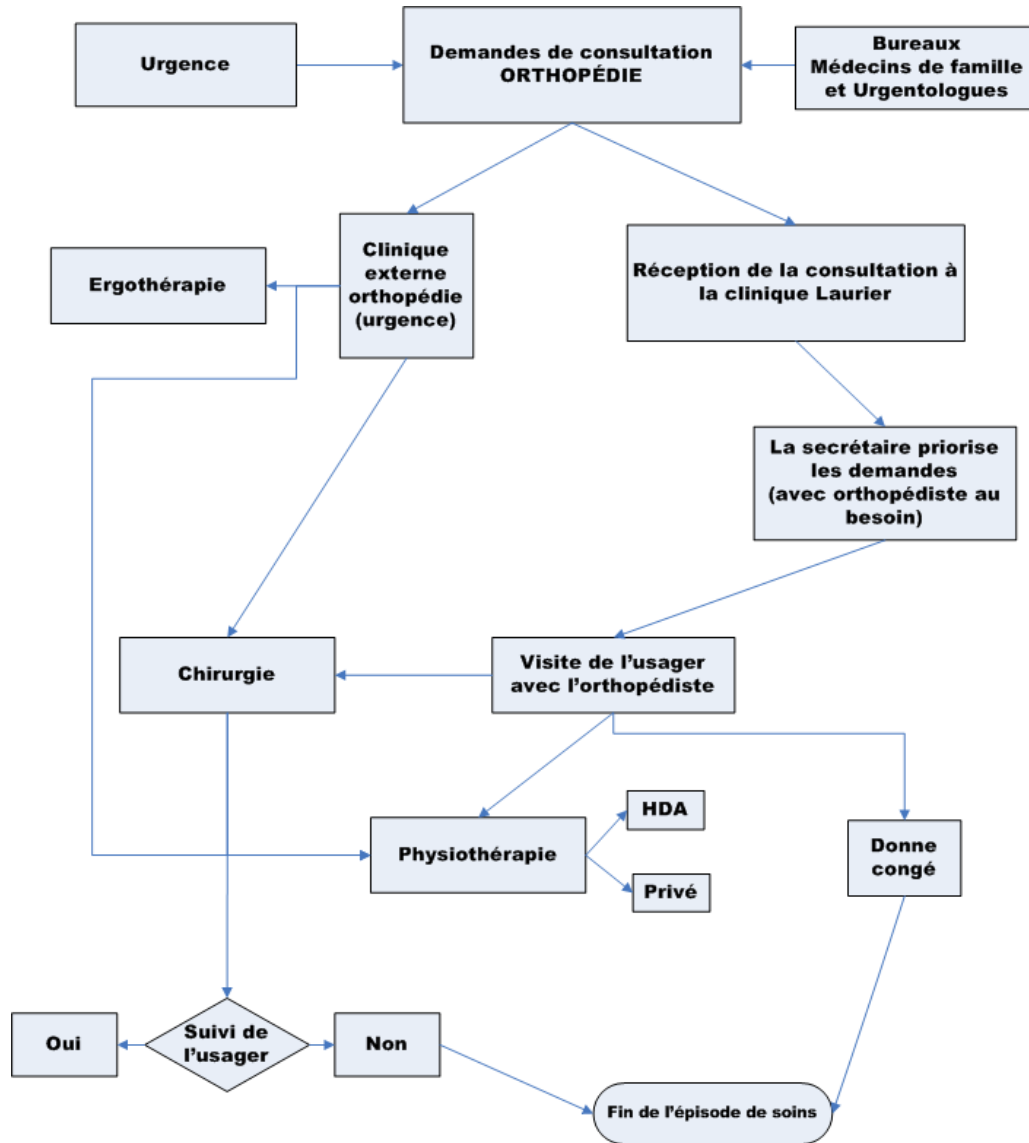 Urgence
Demandes de consultation
ORTHOPÉDIE
Bureaux
Médecins de famille
et Urgentologues
Ergothérapie
Clinique
externe
orthopédie
(urgence)
Réception de la consultation à
la clinique Laurier
La secrétaire priorise
les demandes
(avec orthopédiste au
besoin)
Chirurgie
Visite de l’usager
avec l’orthopédiste
Physiothérapie
HDA
Privé
Donne
congé
Oui
Suivi de
l’usager
Non
Fin de l’épisode de soins